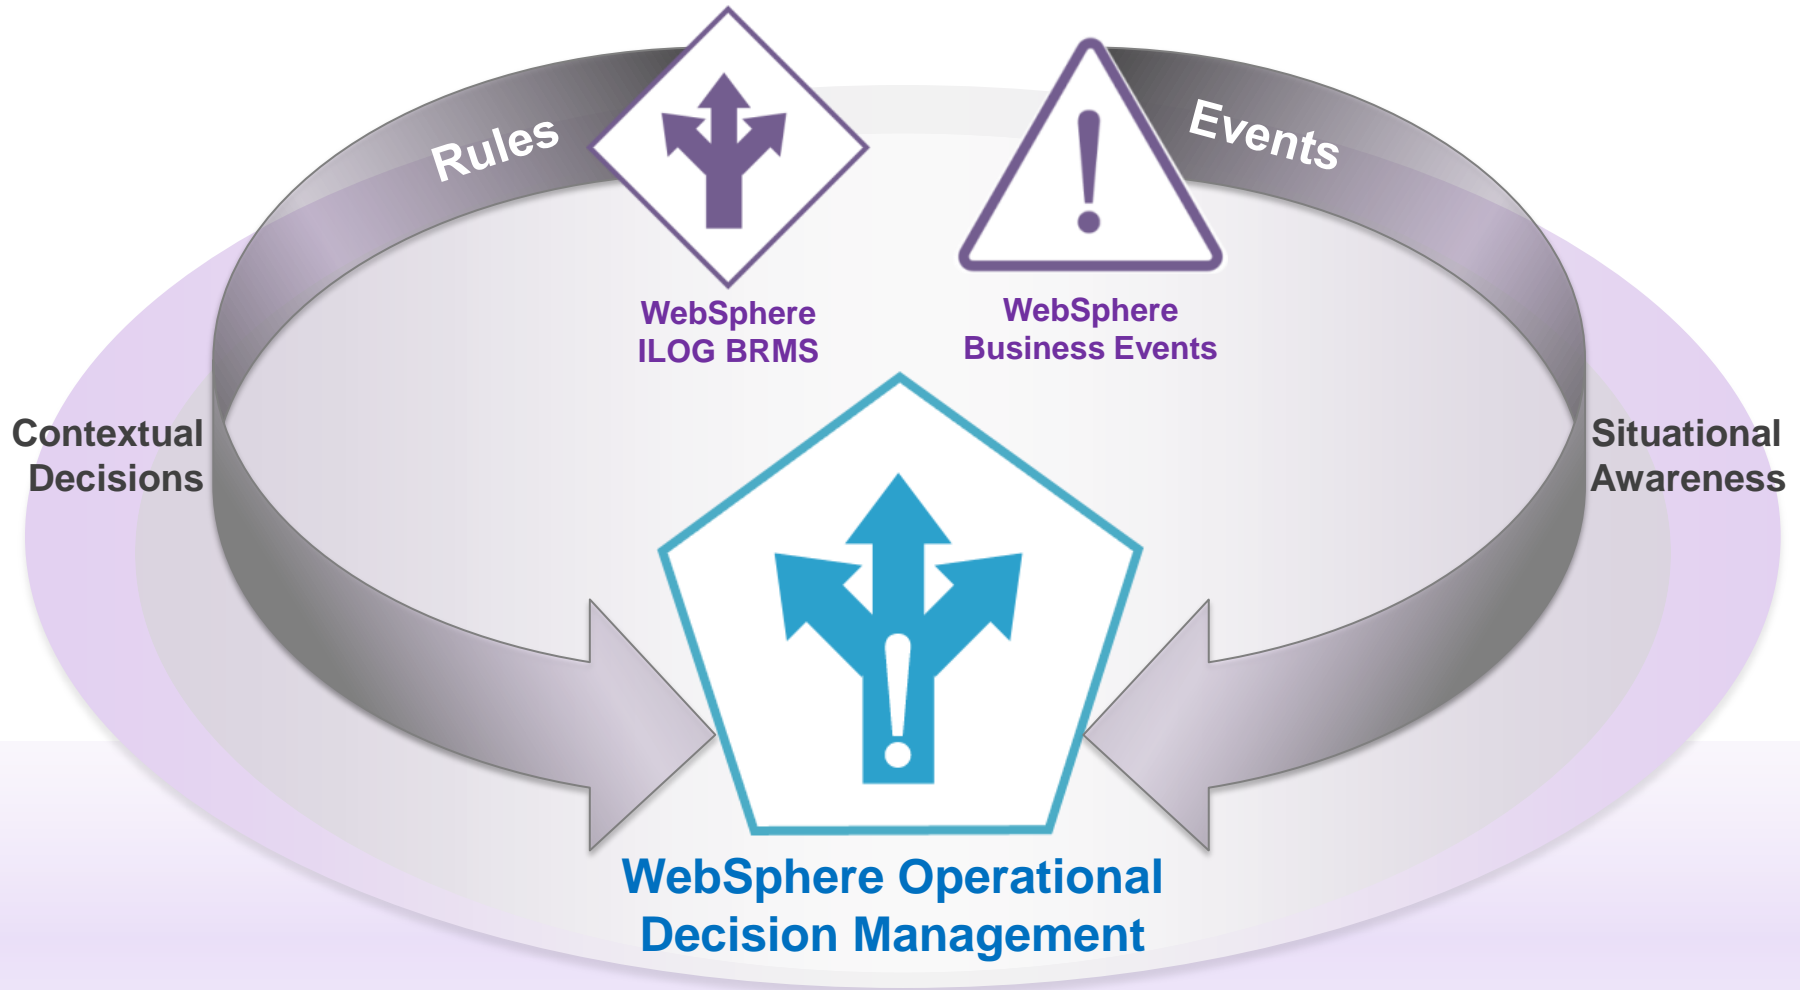 Rules
Events
WebSphere
ILOG BRMS
WebSphere
Business Events
Contextual
Decisions
Situational
Awareness
WebSphere Operational
Decision Management